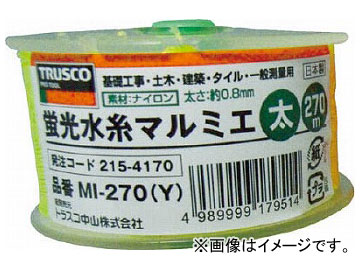 TRUSCO
PRO TOOL
基礎工事・土木・建築・タイル・一般測量用
日本製
素材:ナイロン 太さ:約0.8mm
蛍光水糸マルミエ 太 270m
発注コード 215-4170
品番 MI-270(Y)
発売元
トラスコ中山株式会社
紙
プラ
4 989999 179514
※画像はイメージです。